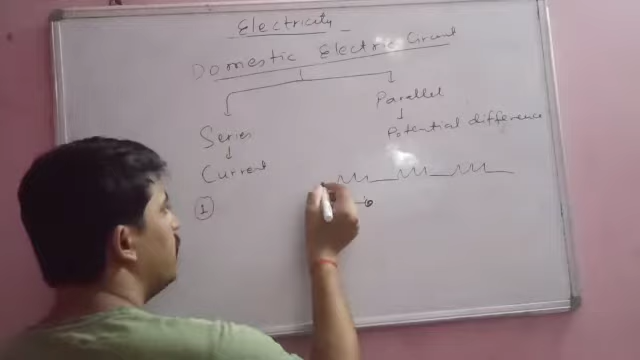 Electricity
Domestic Electric Circuit
Series
Parallel
Current
Potential difference
1